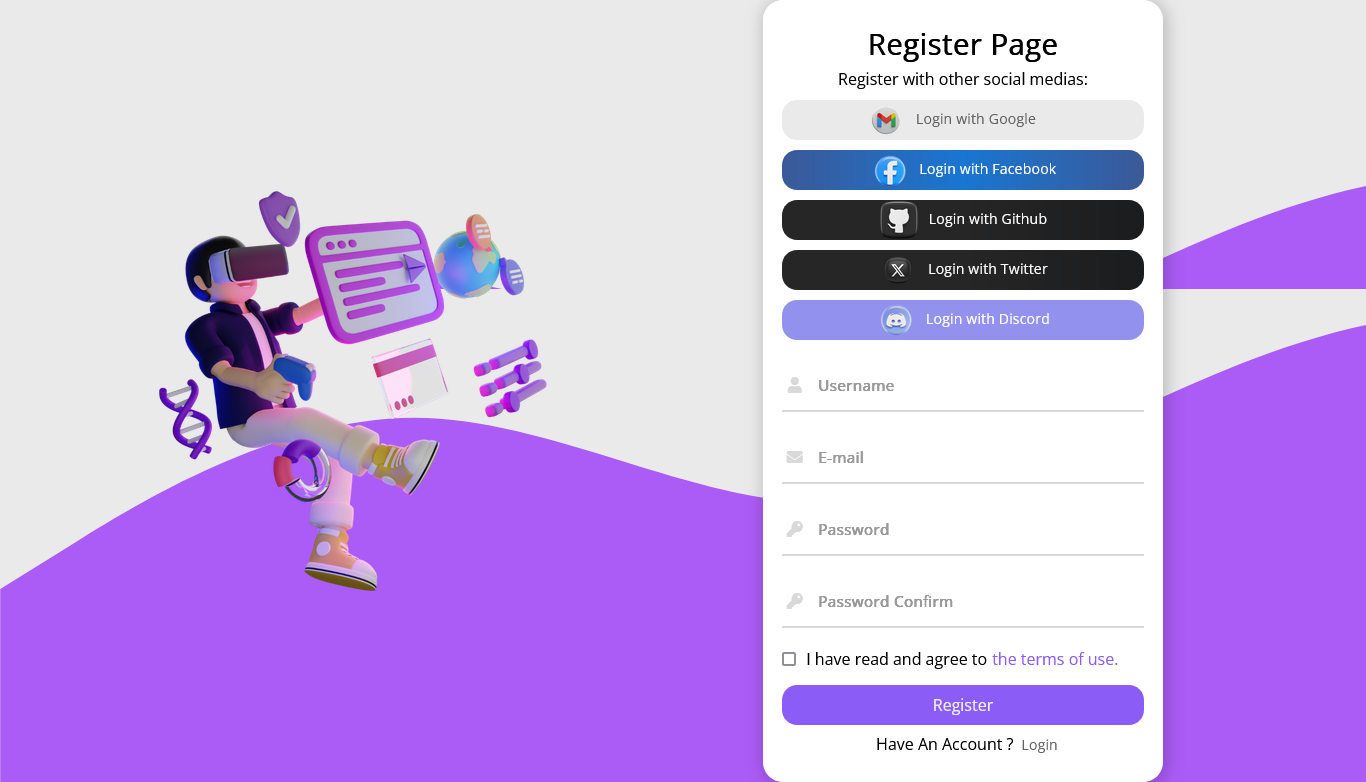 Register Page
Register with other social medias:
Login with Google
Login with Facebook
Login with Github
Login with Twitter
Login with Discord
Username
E-mail
Password
Password Confirm
I have read and agree to the terms of use.
Register
Have An Account ? Login